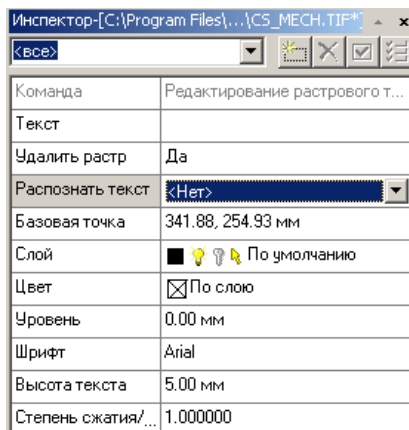 Инспектор-[C:\Program Files\...\CS_MECH.TIF*]
<все>
Команда Редактирование растрового т...
Текст
Удалить растр Да
Распознать текст <Нет>
Базовая точка 341.88, 254.93 мм
Слой По умолчанию
Цвет По слою
Уровень 0.00 мм
Шрифт Arial
Высота текста 5.00 мм
Степень сжатия/... 1.000000